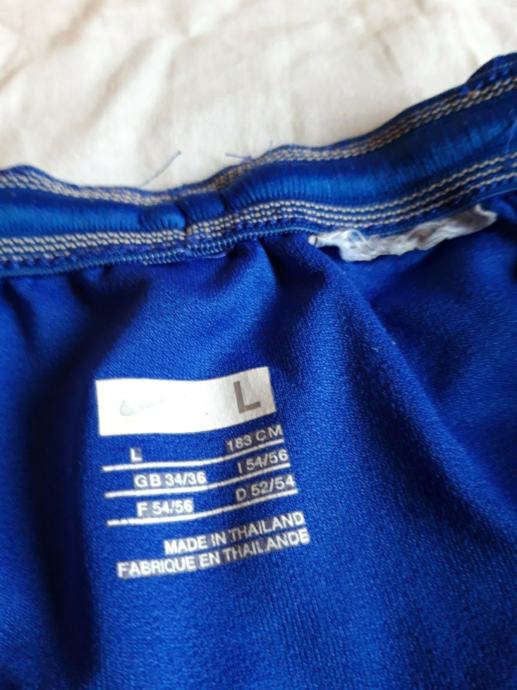 L
L 183 CM
GB 34/36 I 54/56
F 54/56 D 52/54
MADE IN THAILAND
FABRIQUE EN THAILANDE